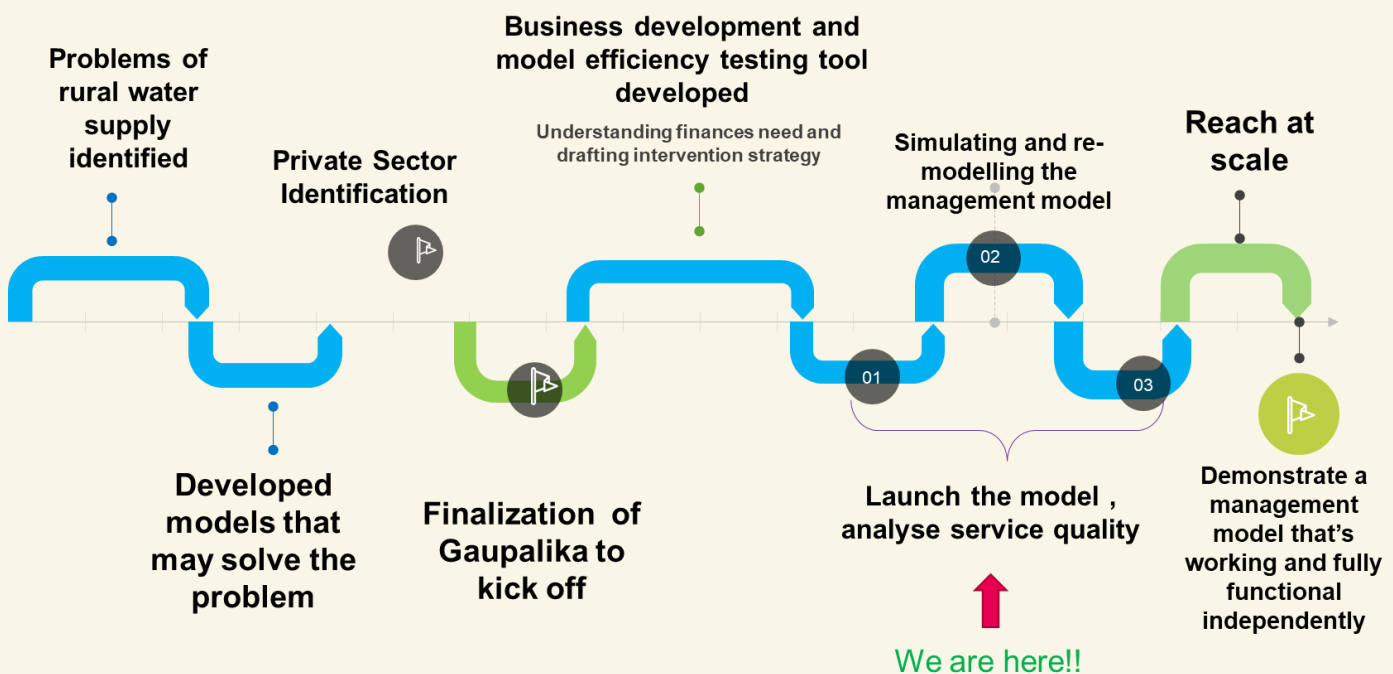 Problems of
rural water
supply
identified
Developed
models that
may solve the
problem
Private Sector
Identification
Finalization of
Gaupalika to
kick off
Business development and
model efficiency testing tool
developed
Understanding finances need and
drafting intervention strategy
01
Simulating and re-
modelling the
management model
02
03
Launch the model ,
analyse service quality
We are here!!
Reach at
scale
Demonstrate a
management
model that's
working and fully
functional
independently